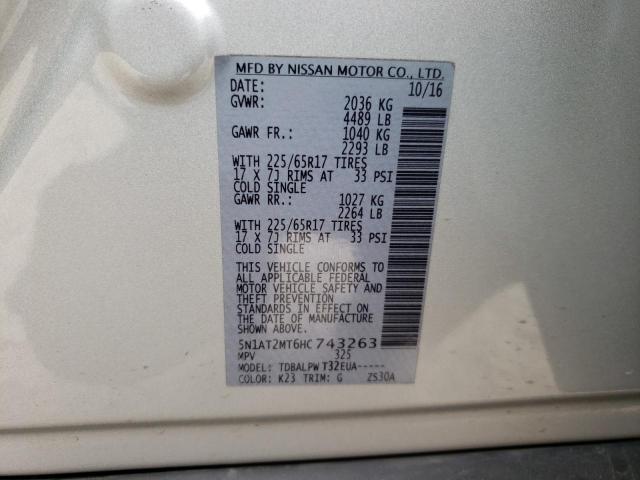 MFD BY NISSAN MOTOR CO., LTD.
DATE: 10/16
GVWR: 2036 KG
4489 LB
GAWR FR.: 1040 KG
2293 LB
WITH 225/65R17 TIRES
17 X 7J RIMS AT 33 PSI
COLD SINGLE
GAWR RR.: 1027 KG
2264 LB
WITH 225/65R17 TIRES
17 X 7J RIMS AT 33 PSI
COLD SINGLE
THIS VEHICLE CONFORMS TO
ALL APPLICABLE FEDERAL
MOTOR VEHICLE SAFETY AND
THEFT PREVENTION
STANDARDS IN EFFECT ON
THE DATE OF MANUFACTURE
SHOWN ABOVE.
5N1AT2MT6HC743263
MPV 325
MODEL: TDBALPWT32EUA-----
COLOR: K23 TRIM: G ZS30A